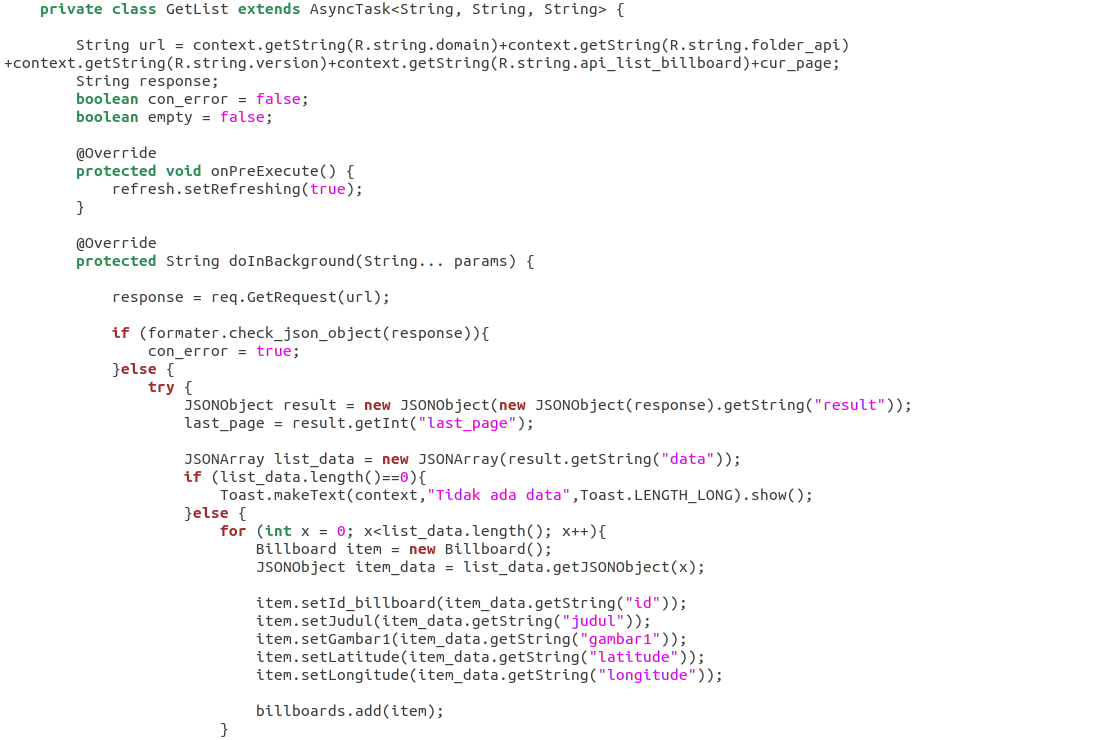 private class GetList extends AsyncTask<String, String, String> {

        String url = context.getString(R.string.domain)+context.getString(R.string.folder_api)
+context.getString(R.string.version)+context.getString(R.string.api_list_billboard)+cur_page;
        String response;
        boolean con_error = false;
        boolean empty = false;

        @Override
        protected void onPreExecute() {
            refresh.setRefreshing(true);
        }

        @Override
        protected String doInBackground(String... params) {

            response = req.GetRequest(url);

            if (formater.check_json_object(response)){
                con_error = true;
            }else {
                try {
                    JSONObject result = new JSONObject(new JSONObject(response).getString("result"));
                    last_page = result.getInt("last_page");

                    JSONArray list_data = new JSONArray(result.getString("data"));
                    if (list_data.length()==0){
                        Toast.makeText(context,"Tidak ada data",Toast.LENGTH_LONG).show();
                    }else {
                        for (int x = 0; x<list_data.length(); x++){
                            Billboard item = new Billboard();
                            JSONObject item_data = list_data.getJSONObject(x);

                            item.setId_billboard(item_data.getString("id"));
                            item.setJudul(item_data.getString("judul"));
                            item.setGambar1(item_data.getString("gambar1"));
                            item.setLatitude(item_data.getString("latitude"));
                            item.setLongitude(item_data.getString("longitude"));

                            billboards.add(item);
                        }